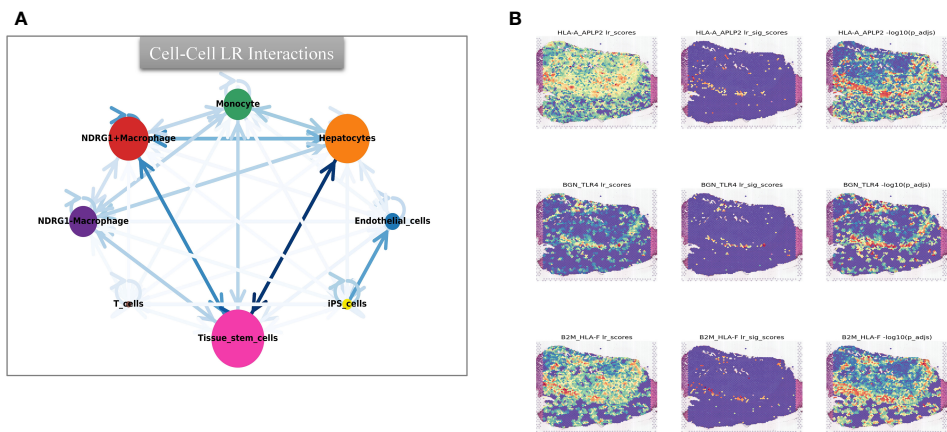 A
Cell-Cell LR Interactions
Monocyte
NDRG1+Macrophage
Hepatocytes
NDRG1-Macrophage
Endothelial_cells
T_cells
iPS_cells
Tissue_stem_cells
B
HLA-A_APLP2 lr_scores
HLA-A_APLP2 lr_sig_scores
HLA-A_APLP2 -log10(p_adjs)
BGN_TLR4 lr_scores
BGN_TLR4 lr_sig_scores
BGN_TLR4 -log10(p_adjs)
B2M_HLA-F lr_scores
B2M_HLA-F lr_sig_scores
B2M_HLA-F -log10(p_adjs)